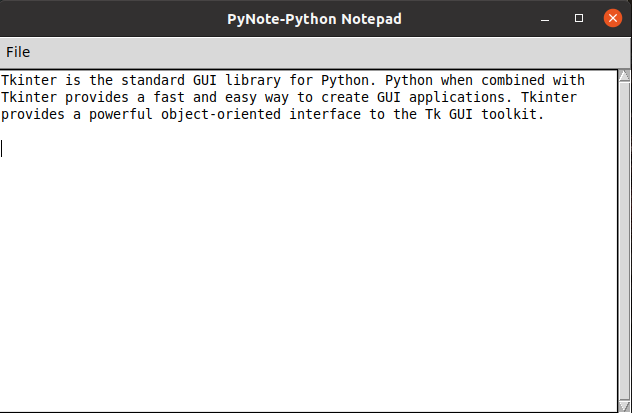 PyNote-Python Notepad
File
Tkinter is the standard GUI library for Python. Python when combined with
Tkinter provides a fast and easy way to create GUI applications. Tkinter
provides a powerful object-oriented interface to the Tk GUI toolkit.